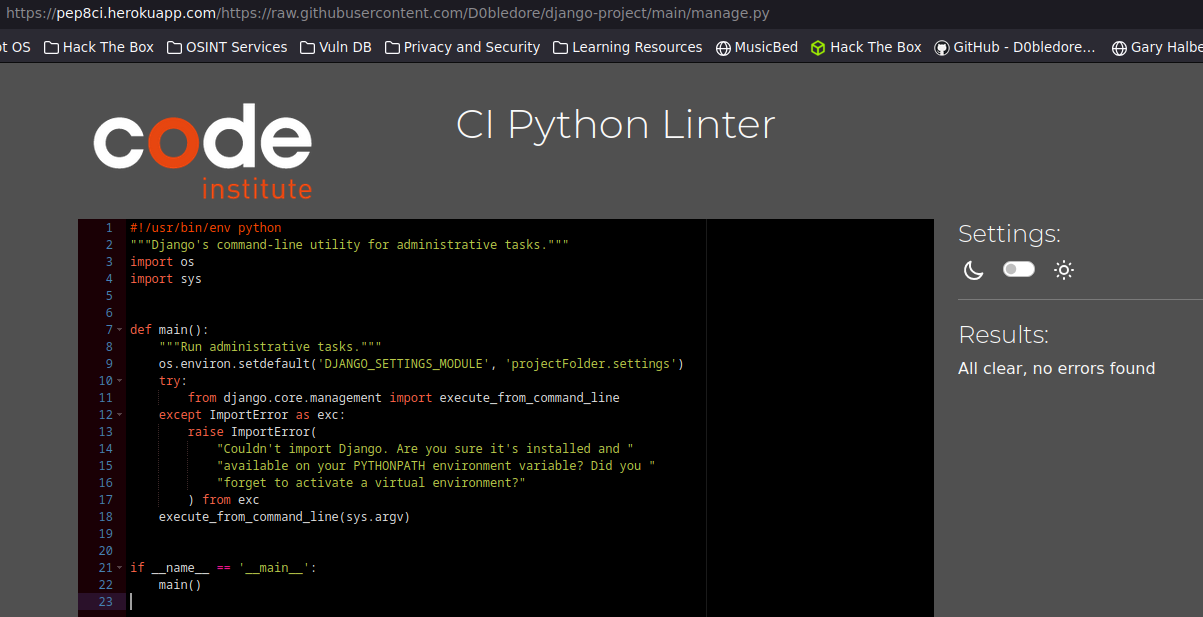 https://pep8ci.herokuapp.com/https://raw.githubusercontent.com/D0bledore/django-project/main/manage.py
ot OS Hack The Box OSINT Services Vuln DB Privacy and Security Learning Resources MusicBed Hack The Box GitHub - D0bledore… Gary Halbe
code
institute
CI Python Linter
1 #!/usr/bin/env python
2 """Django's command-line utility for administrative tasks."""
3 import os
4 import sys
5
6
7 def main():
8     """Run administrative tasks."""
9     os.environ.setdefault('DJANGO_SETTINGS_MODULE', 'projectFolder.settings')
10     try:
11         from django.core.management import execute_from_command_line
12     except ImportError as exc:
13         raise ImportError(
14             "Couldn't import Django. Are you sure it's installed and "
15             "available on your PYTHONPATH environment variable? Did you "
16             "forget to activate a virtual environment?"
17         ) from exc
18     execute_from_command_line(sys.argv)
19
20
21 if __name__ == '__main__':
22     main()
23
Settings:
Results:
All clear, no errors found